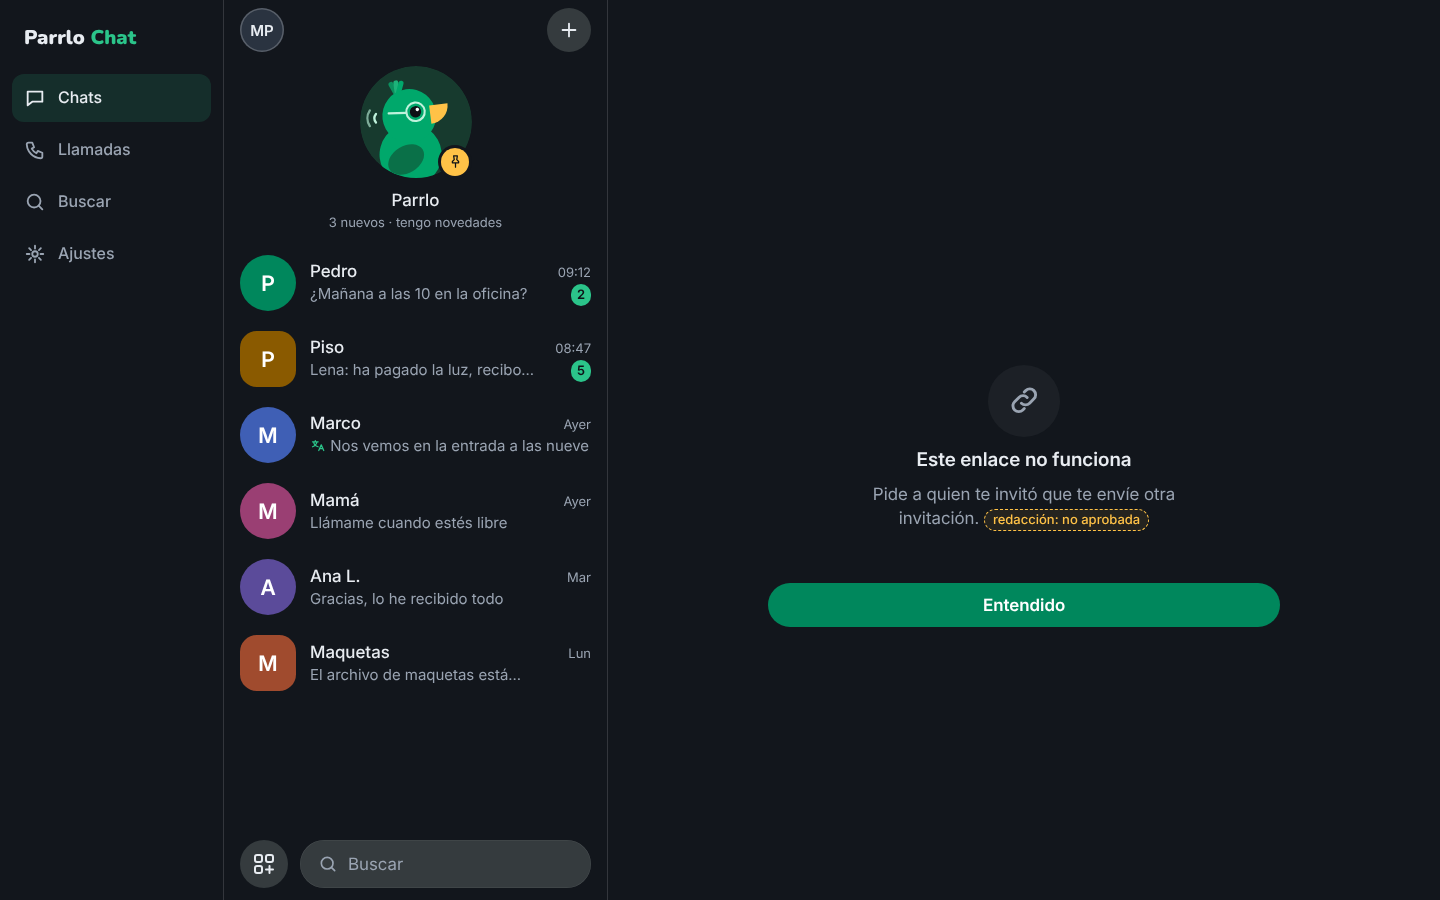 Parrlo Chat
Chats
Llamadas
Buscar
Ajustes
MP
Parrlo
3 nuevos · tengo novedades
P
Pedro
09:12
¿Mañana a las 10 en la oficina?
2
P
Piso
08:47
Lena: ha pagado la luz, recibo...
5
M
Marco
Ayer
Nos vemos en la entrada a las nueve
M
Mamá
Ayer
Llámame cuando estés libre
A
Ana L.
Mar
Gracias, lo he recibido todo
M
Maquetas
Lun
El archivo de maquetas está...
Buscar
Este enlace no funciona
Pide a quien te invitó que te envíe otra
invitación. redacción: no aprobada
Entendido